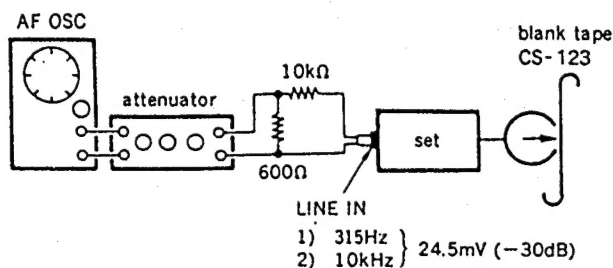 AF OSC
attenuator
10kΩ
600Ω
set
blank tape
CS-123
LINE IN
1) 315Hz
2) 10kHz
24.5mV (−30dB)